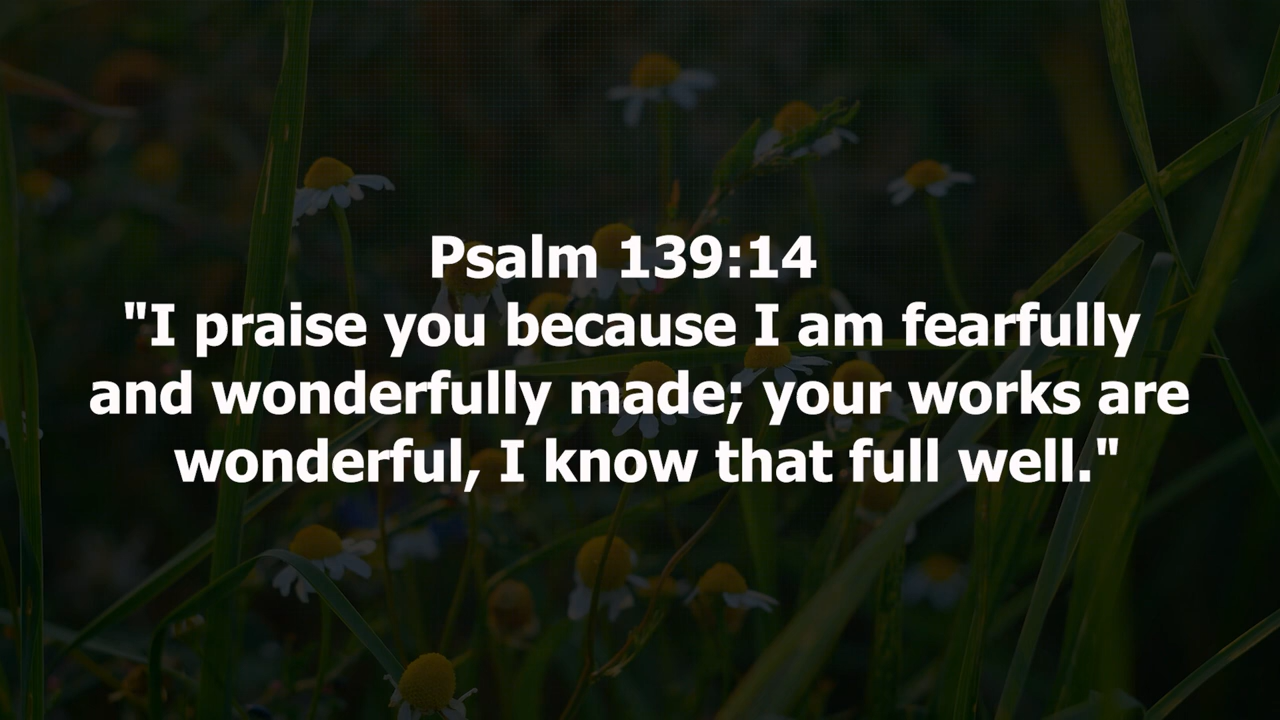 Psalm 139:14
"I praise you because I am fearfully
and wonderfully made; your works are
wonderful, I know that full well."